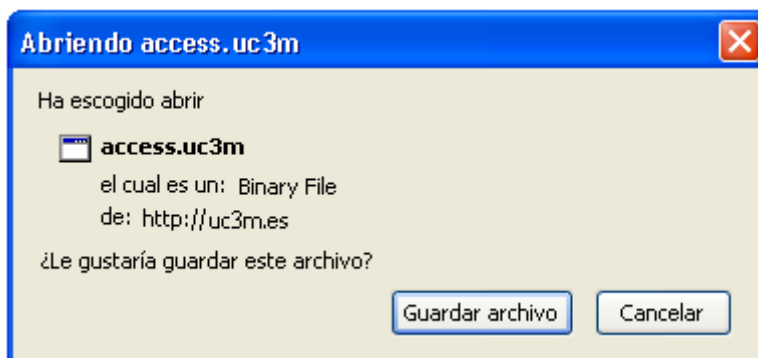 Abriendo access.uc3m
Ha escogido abrir
access.uc3m
el cual es un: Binary File
de: http://uc3m.es
¿Le gustaría guardar este archivo?
Guardar archivo Cancelar